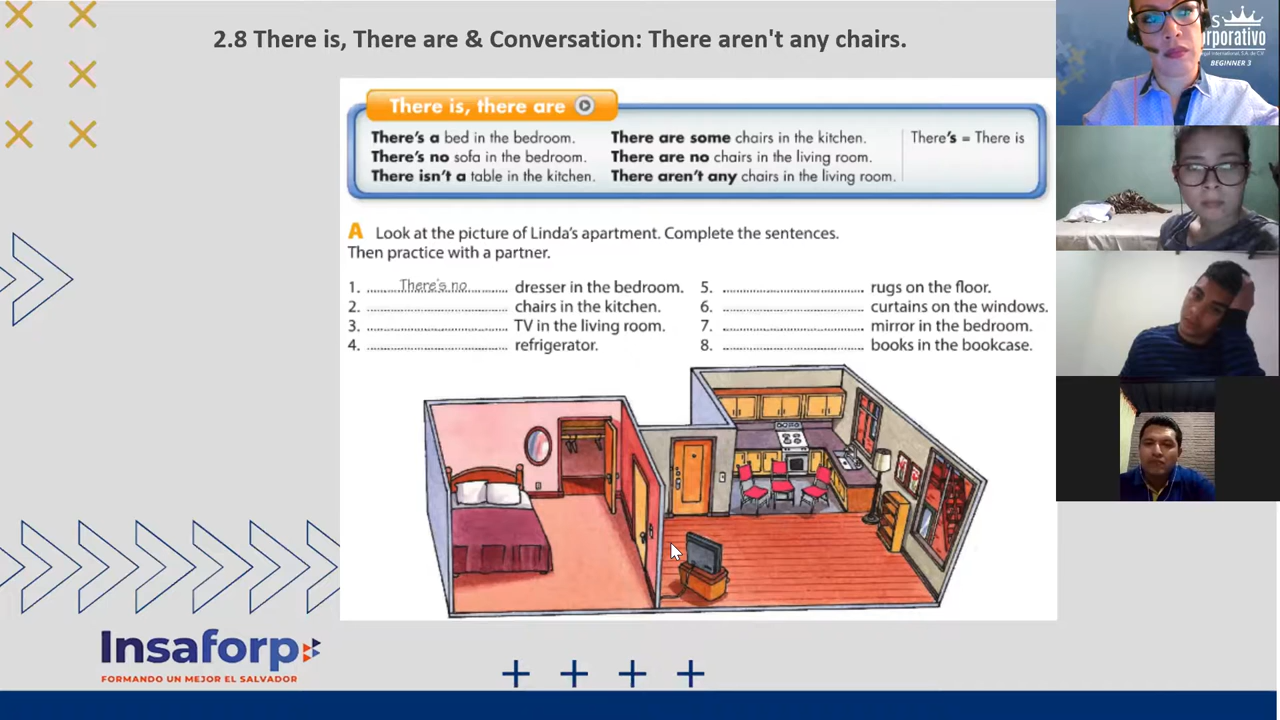 2.8 There is, There are & Conversation: There aren't any chairs.
There is, there are
There's a bed in the bedroom.
There's no sofa in the bedroom.
There isn't a table in the kitchen.
There are some chairs in the kitchen.
There are no chairs in the living room.
There aren't any chairs in the living room.
There's = There is
A Look at the picture of Linda's apartment. Complete the sentences.
Then practice with a partner.
1. There's no dresser in the bedroom.
2. chairs in the kitchen.
3. TV in the living room.
4. refrigerator.
5. rugs on the floor.
6. curtains on the windows.
7. mirror in the bedroom.
8. books in the bookcase.
Insaforp
FORMANDO UN MEJOR EL SALVADOR
BEGINNER 3